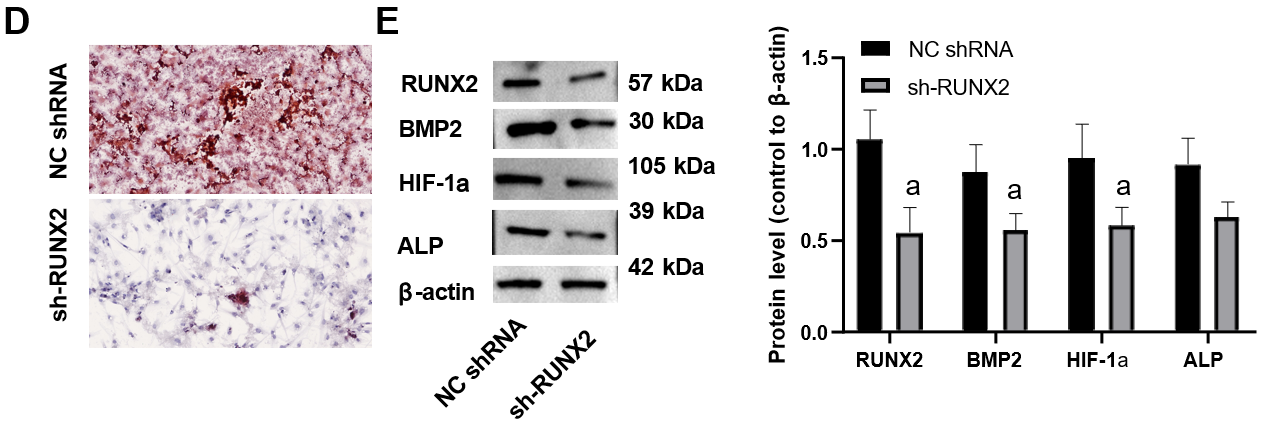 D
NC shRNA
sh-RUNX2
E
RUNX2
57 kDa
BMP2
30 kDa
HIF-1a
105 kDa
ALP
39 kDa
β-actin
42 kDa
NC shRNA
sh-RUNX2
Protein level (control to β-actin)
1.5
1.0
0.5
0.0
NC shRNA
sh-RUNX2
a
a
a
RUNX2
BMP2
HIF-1a
ALP